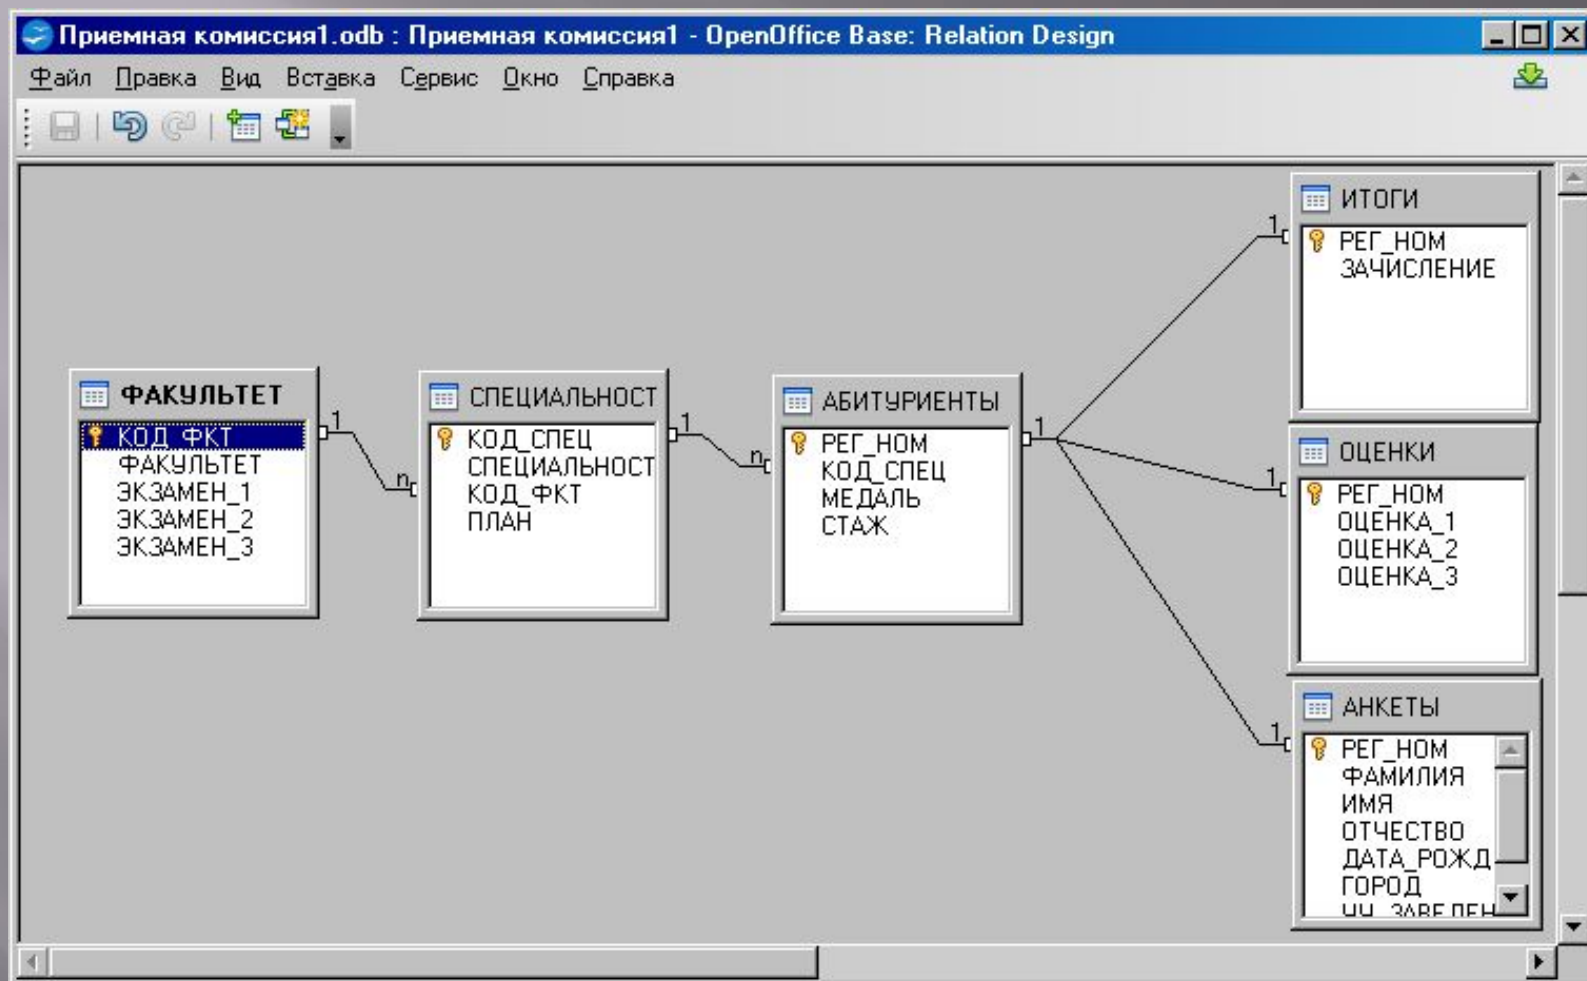 Приемная комиссия1.odb : Приемная комиссия1 - OpenOffice Base: Relation Design
Файл Правка Вид Вставка Сервис Окно Справка
ФАКУЛЬТЕТ
КОД_ФКТ
ФАКУЛЬТЕТ
ЭКЗАМЕН_1
ЭКЗАМЕН_2
ЭКЗАМЕН_3
1
n
СПЕЦИАЛЬНОСТ
КОД_СПЕЦ
СПЕЦИАЛЬНОСТ
КОД_ФКТ
ПЛАН
1
n
АБИТУРИЕНТЫ
РЕГ_НОМ
КОД_СПЕЦ
МЕДАЛЬ
СТАЖ
1
1
ИТОГИ
РЕГ_НОМ
ЗАЧИСЛЕНИЕ
1
ОЦЕНКИ
РЕГ_НОМ
ОЦЕНКА_1
ОЦЕНКА_2
ОЦЕНКА_3
1
АНКЕТЫ
РЕГ_НОМ
ФАМИЛИЯ
ИМЯ
ОТЧЕСТВО
ДАТА_РОЖД
ГОРОД